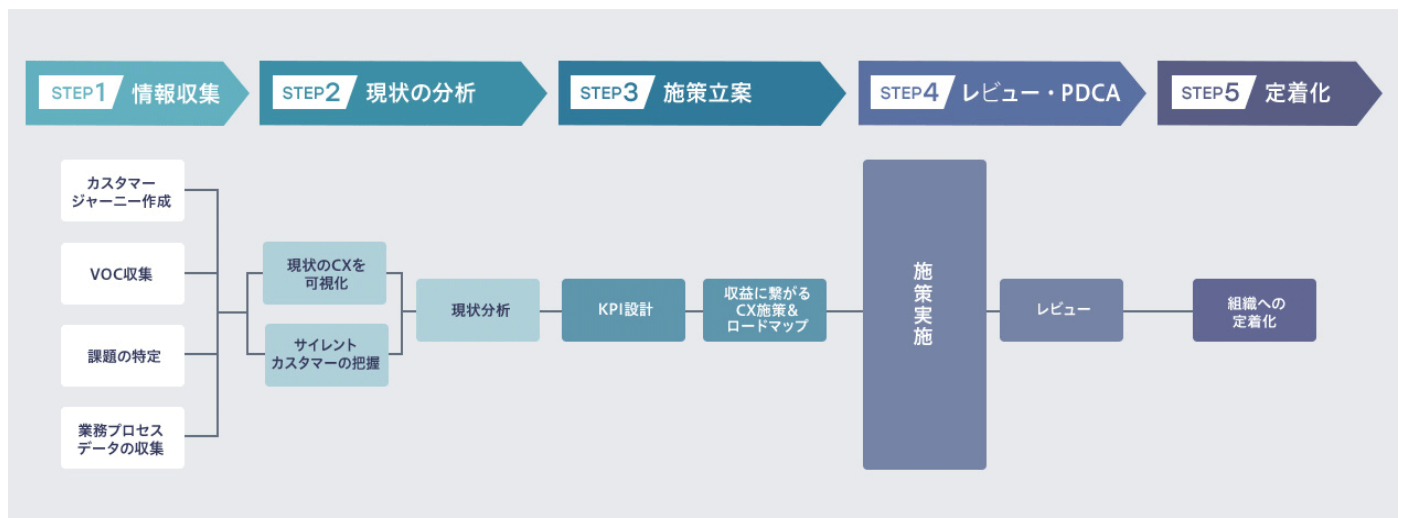 STEP1 情報収集
STEP2 現状の分析
STEP3 施策立案
STEP4 レビュー・PDCA
STEP5 定着化
カスタマー
ジャーニー作成
VOC収集
課題の特定
業務プロセス
データの収集
現状のCXを
可視化
サイレント
カスタマーの把握
現状分析
KPI設計
収益に繋がる
CX施策&
ロードマップ
施策実施
レビュー
組織への
定着化